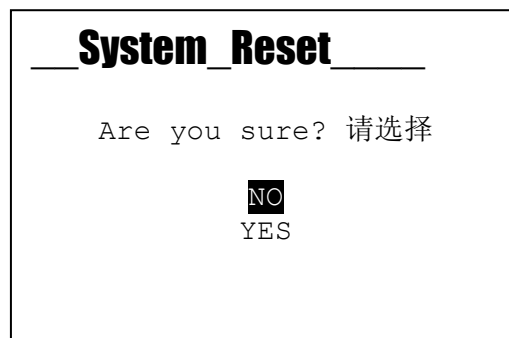 __System_Reset____
Are you sure? 请选择
NO
YES